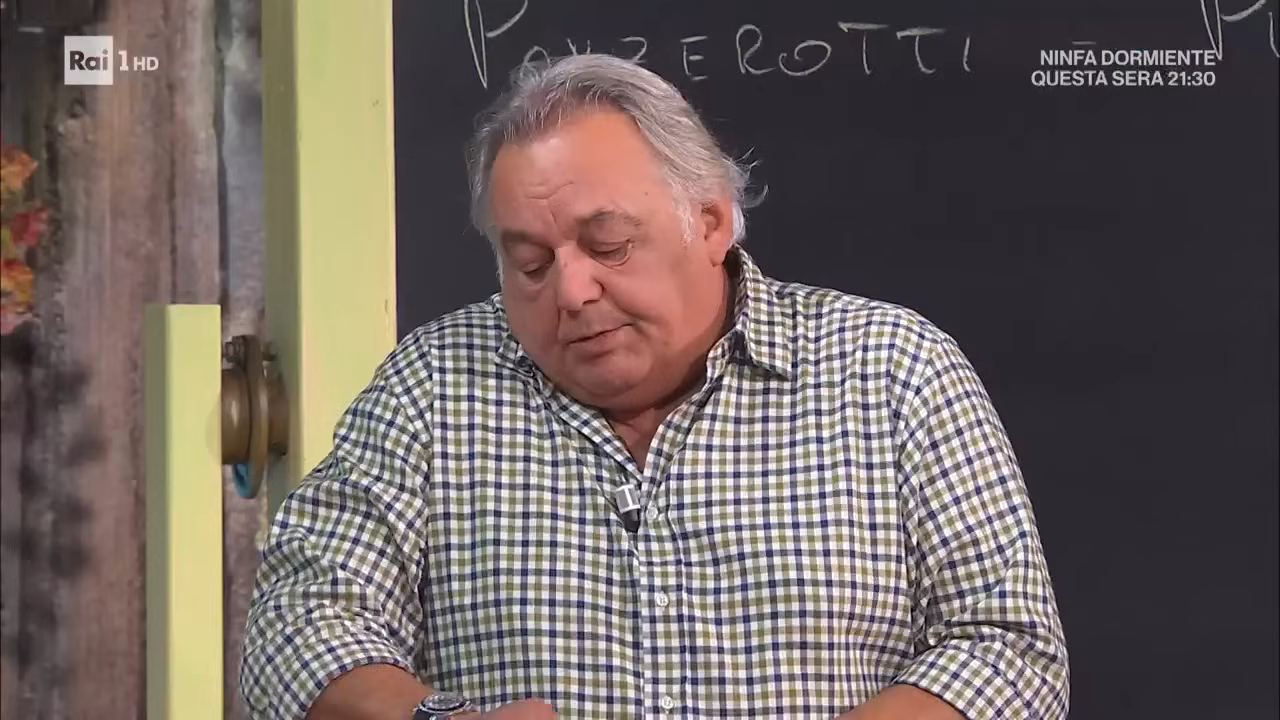 PANZEROTTI -
Rai 1 HD
NINFA DORMIENTE
QUESTA SERA 21:30